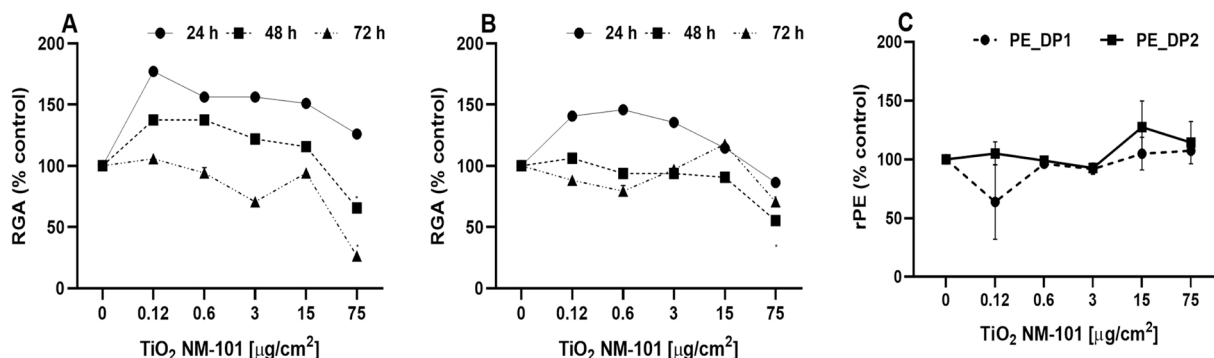 A
24 h 48 h 72 h
200
150
100
50
0
RGA (% control)
0 0.12 0.6 3 15 75
TiO2 NM-101 [μg/cm2]
B
24 h 48 h 72 h
200
150
100
50
0
RGA (% control)
0 0.12 0.6 3 15 75
TiO2 NM-101 [μg/cm2]
C
PE_DP1 PE_DP2
200
150
100
50
0
rPE (% control)
0 0.12 0.6 3 15 75
TiO2 NM-101 [μg/cm2]